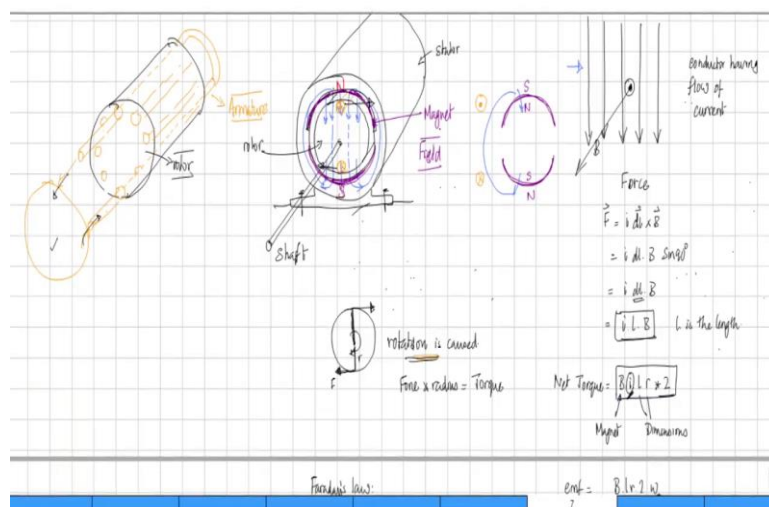 Armature
rotor
✓
stator
N
Magnet
Field
rotor
S
Shaft
S
N
S
N
conductor having
flow of
current
B
Force
F = i dl × B
= i dl. B sin90°
= i dl. B
= i L B
L is the length
F
r
F
rotation is caused
Force × radius = Torque
Net Torque = B i L r * 2
Magnet
Dimensions
Faraday's law:
emf = B.l.r.2 ω